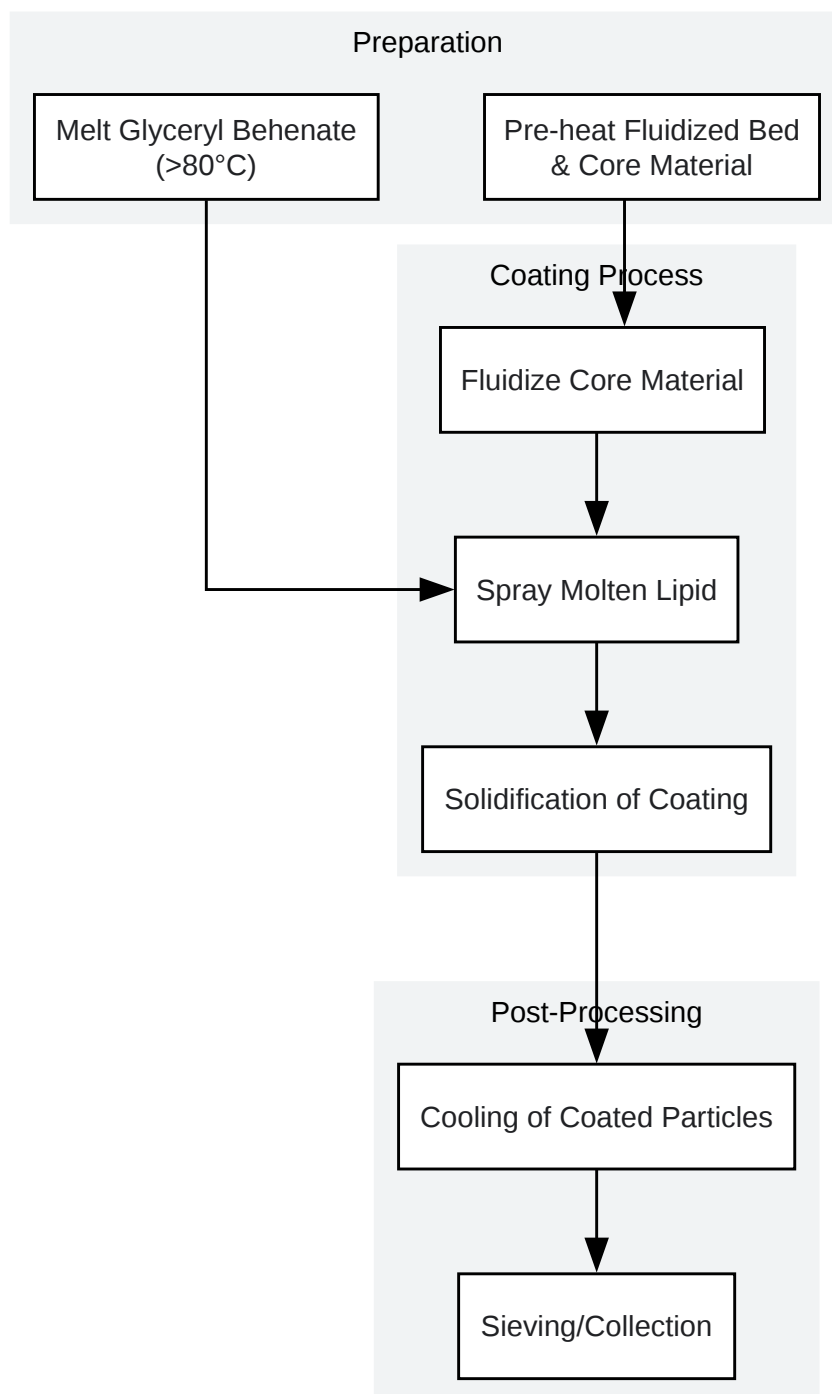 Preparation
Melt Glyceryl Behenate
(>80°C)
Pre-heat Fluidized Bed
& Core Material
Coating Process
Fluidize Core Material
Spray Molten Lipid
Solidification of Coating
Post-Processing
Cooling of Coated Particles
Sieving/Collection